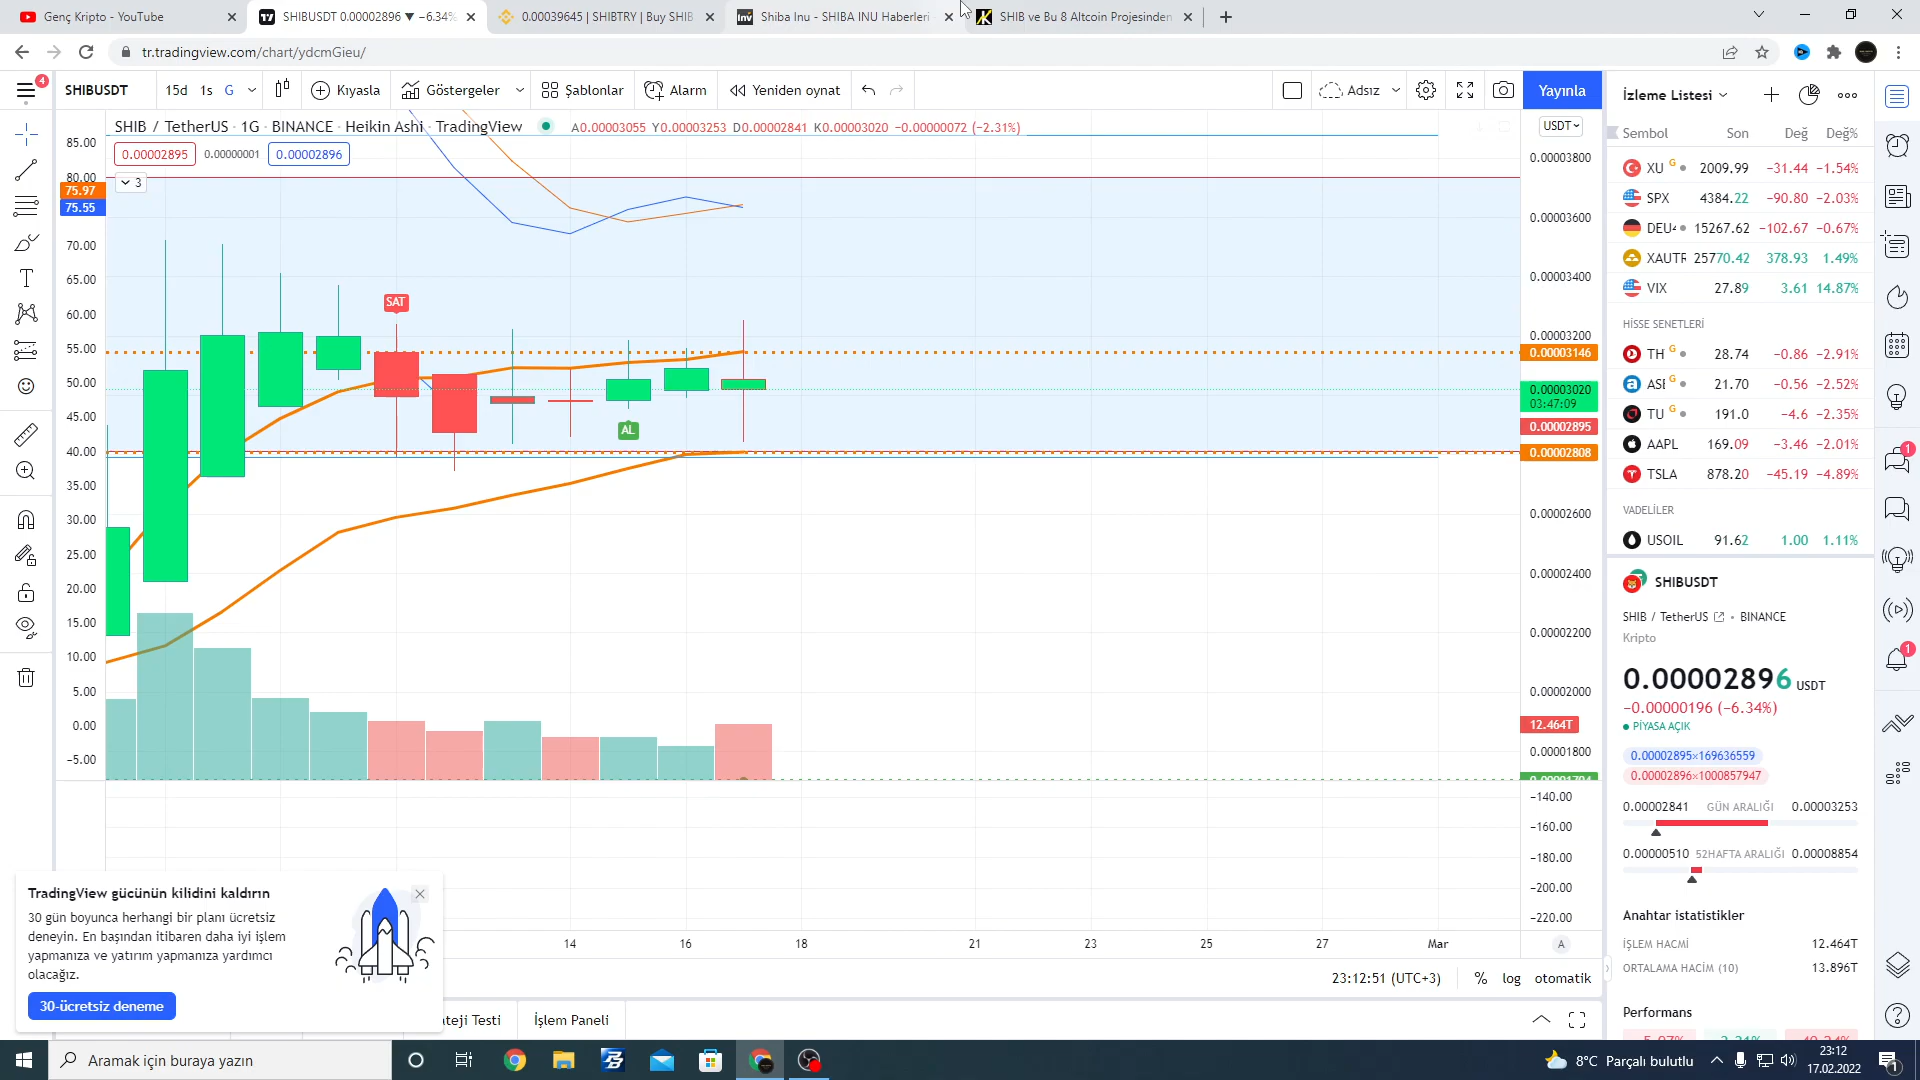 Genç Kripto - YouTube
SHIBUSDT 0.00002896 ▼ −6.34%
0.00039645 | SHIBTRY | Buy SHIB
Shiba Inu - SHIBA INU Haberleri
SHIB ve Bu 8 Altcoin Projesinden
tr.tradingview.com/chart/ydcmGieu/
4
SHIBUSDT
15d
1s
G
Kıyasla
Göstergeler
Şablonlar
Alarm
Yeniden oynat
Adsız
Yayınla
SHIB / TetherUS · 1G · BINANCE · Heikin Ashi · TradingView
A0.00003055 Y0.00003253 D0.00002841 K0.00003020 −0.00000072 (−2.31%)
0.00002895
0.00000001
0.00002896
3
85.00
80.00
75.97
75.55
70.00
65.00
60.00
55.00
50.00
45.00
40.00
35.00
30.00
25.00
20.00
15.00
10.00
5.00
0.00
−5.00
SAT
AL
USDT
0.00003800
0.00003600
0.00003400
0.00003200
0.00003146
0.00003020
03:47:09
0.00002895
0.00002808
0.00002600
0.00002400
0.00002200
0.00002000
12.464T
0.00001800
−140.00
−160.00
−180.00
−200.00
−220.00
14
16
18
21
23
25
27
Mar
A
23:12:51 (UTC+3)
%
log
otomatik
TradingView gücünün kilidini kaldırın
30 gün boyunca herhangi bir planı ücretsiz
deneyin. En başından itibaren daha iyi işlem
yapmanıza ve yatırım yapmanıza yardımcı
olacağız.
30-ücretsiz deneme
ateji Testi
İşlem Paneli
İzleme Listesi
Sembol Son Değ Değ%
XU G 2009.99 −31.44 −1.54%
SPX 4384.22 −90.80 −2.03%
DEU 15267.62 −102.67 −0.67%
XAUTR 25770.42 378.93 1.49%
VIX 27.89 3.61 14.87%
HİSSE SENETLERİ
TH G 28.74 −0.86 −2.91%
ASE G 21.70 −0.56 −2.52%
TU G 191.0 −4.6 −2.35%
AAPL 169.09 −3.46 −2.01%
TSLA 878.20 −45.19 −4.89%
VADELİLER
USOIL 91.62 1.00 1.11%
SHIBUSDT
SHIB / TetherUS • BINANCE
Kripto
0.00002896 USDT
−0.00000196 (−6.34%)
PİYASA AÇIK
0.00002895×169636559
0.00002896×1000857947
0.00002841 GÜN ARALIĞI 0.00003253
0.00000510 52HAFTA ARALIĞI 0.00008854
Anahtar istatistikler
İŞLEM HACMİ 12.464T
ORTALAMA HACİM (10) 13.896T
Performans
1
1
Aramak için buraya yazın
8°C Parçalı bulutlu
23:12
17.02.2022
1